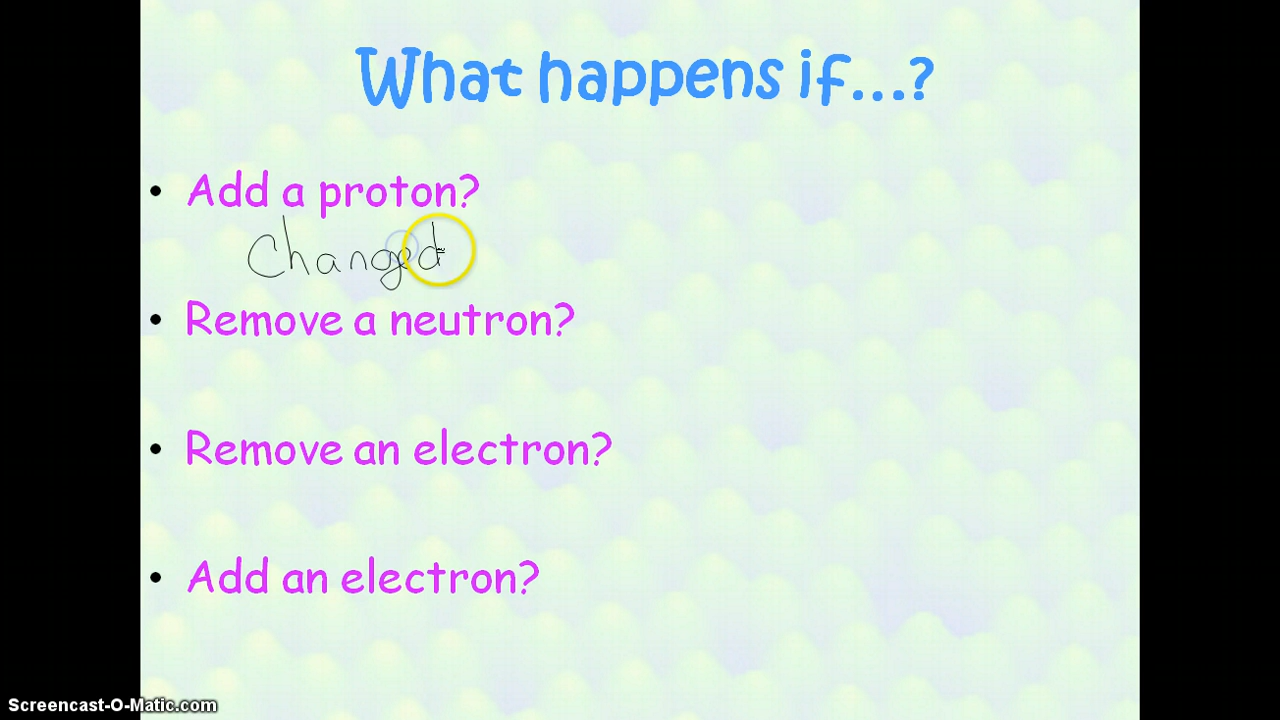 What happens if...?
• Add a proton?
Changed
• Remove a neutron?
• Remove an electron?
• Add an electron?
Screencast-O-Matic.com